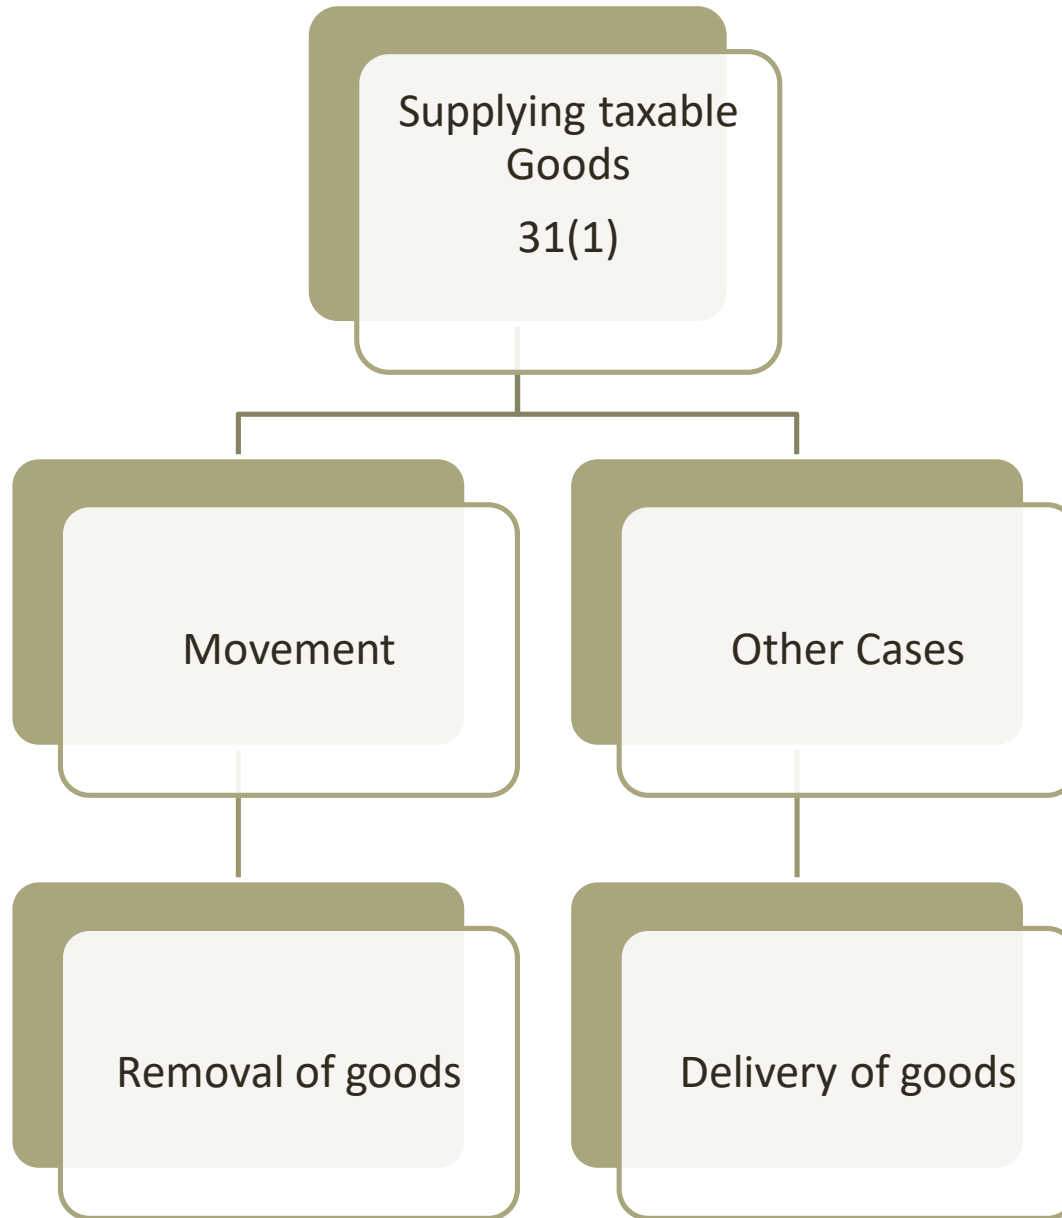 Supplying taxable
Goods
31(1)
Movement
Other Cases
Removal of goods
Delivery of goods